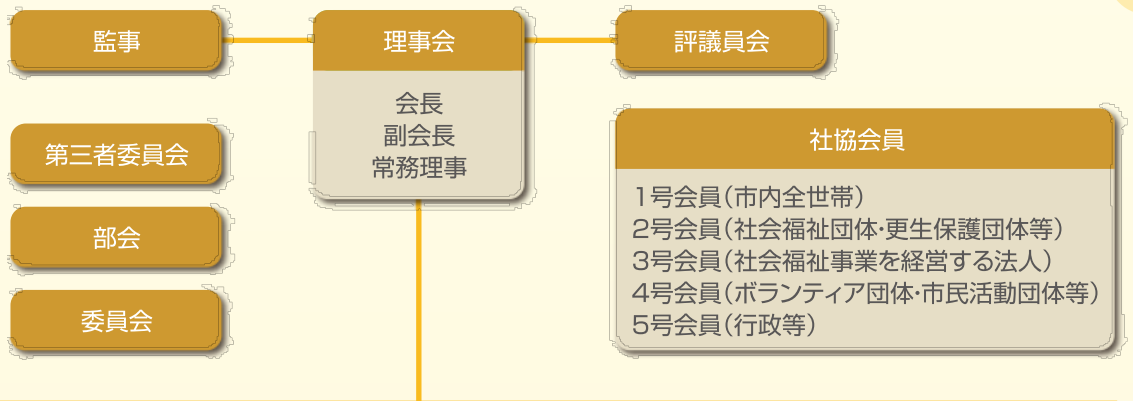 監事
理事会
評議員会
会長
副会長
常務理事
第三者委員会
部会
委員会
社協会員
1号会員(市内全世帯)
2号会員(社会福祉団体・更生保護団体等)
3号会員(社会福祉事業を経営する法人)
4号会員(ボランティア団体・市民活動団体等)
5号会員(行政等)